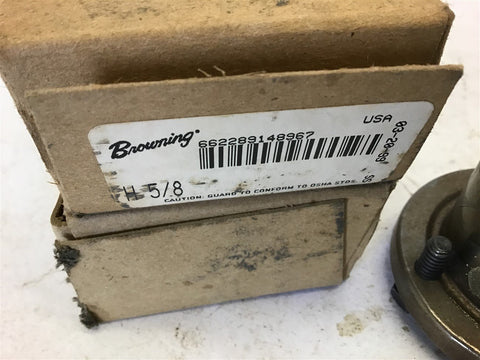 Browning®
USA
662289148967
H 5/8
CAUTION: GUARD TO CONFORM TO OSHA STDS.